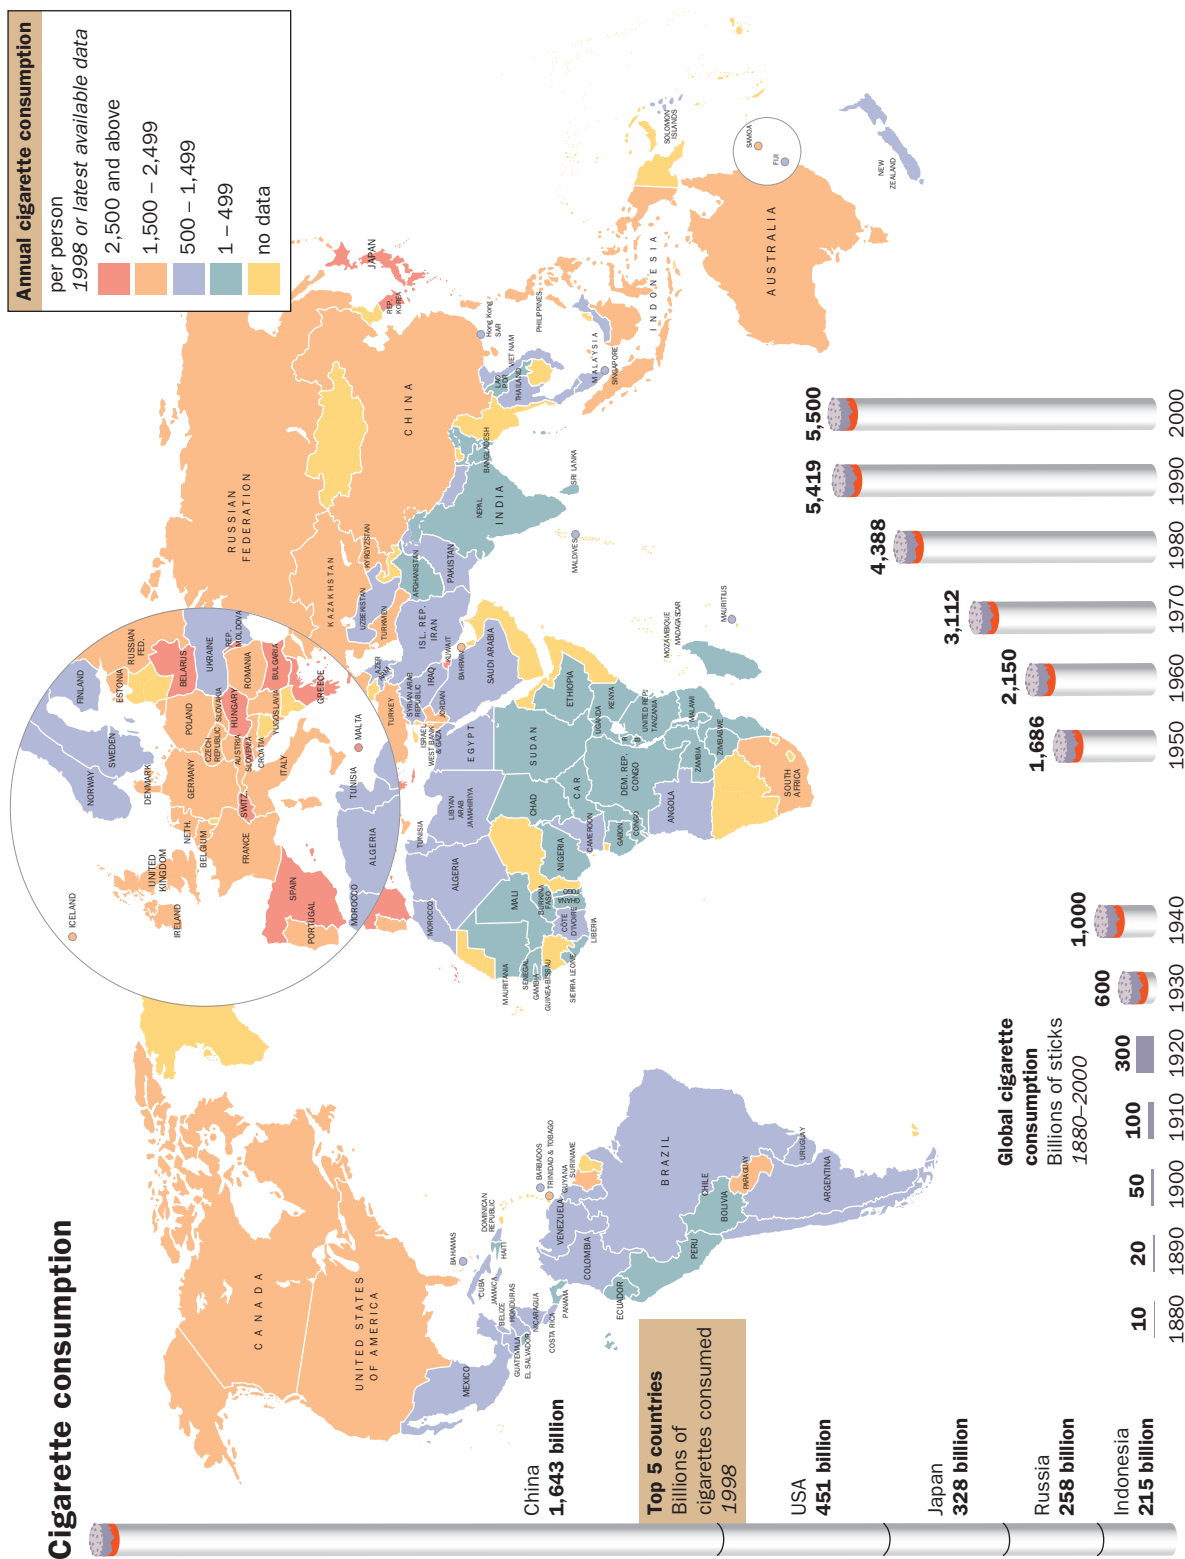 Cigarette consumption
Annual cigarette consumption
per person
1998 or latest available data
2,500 and above
1,500 – 2,499
500 – 1,499
1 – 499
no data
CANADA
UNITED STATES
OF AMERICA
MEXICO
BAHAMAS
CUBA
JAMAICA
HAITI
DOMINICAN
REPUBLIC
BELIZE
HONDURAS
GUATEMALA
EL SALVADOR
NICARAGUA
COSTA RICA
PANAMA
BARBADOS
TRINIDAD & TOBAGO
GUYANA
SURINAME
VENEZUELA
COLOMBIA
ECUADOR
PERU
BRAZIL
BOLIVIA
CHILE
PARAGUAY
URUGUAY
ARGENTINA
ICELAND
NORWAY
SWEDEN
FINLAND
DENMARK
ESTONIA
RUSSIAN
FED.
UNITED
KINGDOM
IRELAND
NETH.
BELGIUM
GERMANY
POLAND
BELARUS
UKRAINE
CZECH
REPUBLIC
SLOVAKIA
AUSTRIA
HUNGARY
REP.
MOLDOVA
ROMANIA
SLOVENIA
CROATIA
YUGOSLAVIA
BULGARIA
FRANCE
SWITZ.
ITALY
GREECE
SPAIN
PORTUGAL
MALTA
MOROCCO
ALGERIA
TUNISIA
RUSSIAN
FEDERATION
KAZAKHSTAN
UZBEKISTAN
KYRGYZSTAN
TURKMEN.
AZER.
ARM.
TURKEY
SYRIAN ARAB
REPUBLIC
ISRAEL
WEST BANK
& GAZA
JORDAN
IRAQ
ISL. REP.
IRAN
KUWAIT
BAHRAIN
SAUDI ARABIA
AFGHANISTAN
PAKISTAN
NEPAL
INDIA
BANGLADESH
SRI LANKA
MALDIVES
CHINA
REP.
KOREA
JAPAN
Hong Kong
SAR
LAO
PDR
VIET NAM
THAILAND
PHILIPPINES
MALAYSIA
SINGAPORE
INDONESIA
SOLOMON
ISLANDS
SAMOA
FIJI
AUSTRALIA
NEW
ZEALAND
MOROCCO
ALGERIA
TUNISIA
LIBYAN
ARAB
JAMAHIRIYA
EGYPT
MAURITANIA
MALI
SENEGAL
GAMBIA
GUINEA-BISSAU
SIERRA LEONE
LIBERIA
CÔTE
D'IVOIRE
BURKINA
FASO
GHANA
TOGO
NIGERIA
CAMEROON
CHAD
SUDAN
CAR
ETHIOPIA
GABON
CONGO
DEM. REP.
CONGO
UGANDA
KENYA
R
B
UNITED REP.
TANZANIA
ANGOLA
ZAMBIA
MALAWI
ZIMBABWE
MOZAMBIQUE
MADAGASCAR
MAURITIUS
SOUTH
AFRICA
Top 5 countries
Billions of
cigarettes consumed
1998
China
1,643 billion
USA
451 billion
Japan
328 billion
Russia
258 billion
Indonesia
215 billion
Global cigarette
consumption
Billions of sticks
1880–2000
10
20
50
100
300
600
1,000
1,686
2,150
3,112
4,388
5,419
5,500
1880
1890
1900
1910
1920
1930
1940
1950
1960
1970
1980
1990
2000